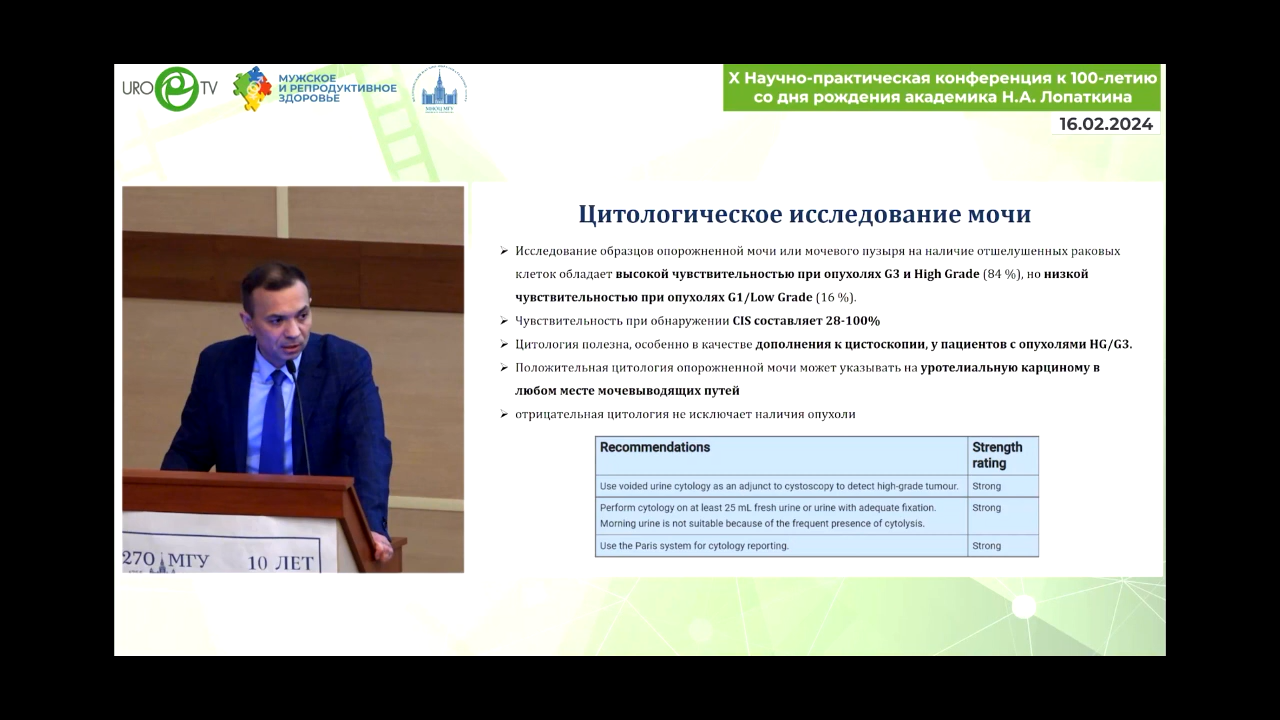 URO TV
МУЖСКОЕ
И РЕПРОДУКТИВНОЕ
ЗДОРОВЬЕ
X Научно-практическая конференция к 100-летию
со дня рождения академика Н.А. Лопаткина
16.02.2024
Цитологическое исследование мочи
Исследование образцов опорожненной мочи или мочевого пузыря на наличие отшелушенных раковых
клеток обладает высокой чувствительностью при опухолях G3 и High Grade (84 %), но низкой
чувствительностью при опухолях G1/Low Grade (16 %).
Чувствительность при обнаружении CIS составляет 28-100%
Цитология полезна, особенно в качестве дополнения к цистоскопии, у пациентов с опухолями HG/G3.
Положительная цитология опорожненной мочи может указывать на уротелиальную карциному в
любом месте мочевыводящих путей
отрицательная цитология не исключает наличия опухоли
Recommendations Strength
rating
Use voided urine cytology as an adjunct to cystoscopy to detect high-grade tumour. Strong
Perform cytology on at least 25 mL fresh urine or urine with adequate fixation. Strong
Morning urine is not suitable because of the frequent presence of cytolysis.
Use the Paris system for cytology reporting. Strong
270 МГУ 10 ЛЕТ